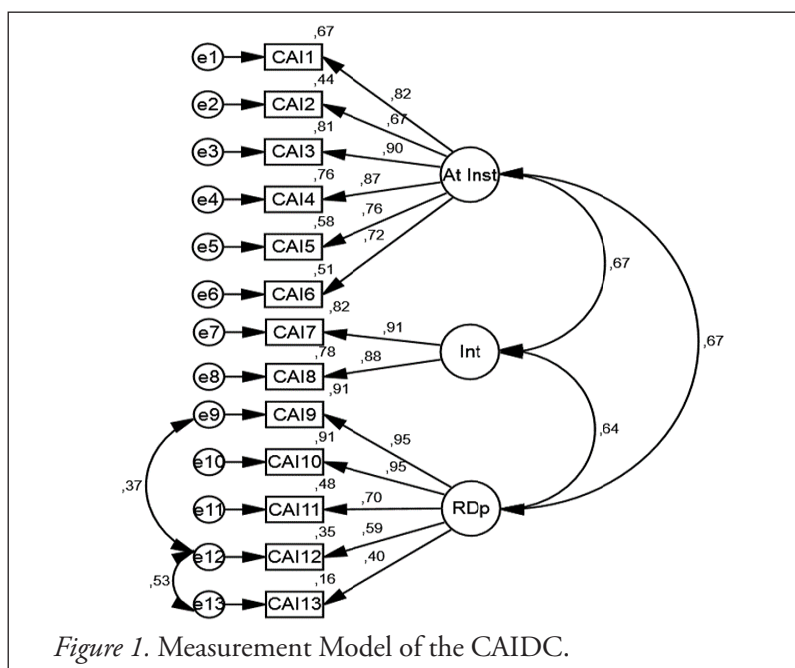 ,67
e1 CAI1
,82
,44
e2 CAI2
,67
,81
e3 CAI3
,90
At Inst
,76
e4 CAI4
,87
,58
,76
e5 CAI5
,72
,51
e6 CAI6
,67
,82
e7 CAI7
,91
Int
,67
,78
e8 CAI8
,88
,91
e9 CAI9
,95
,64
,91
e10 CAI10
,95
,37
,48
e11 CAI11
,70
RDp
,35
,59
e12 CAI12
,40
,53
,16
e13 CAI13
Figure 1. Measurement Model of the CAIDC.